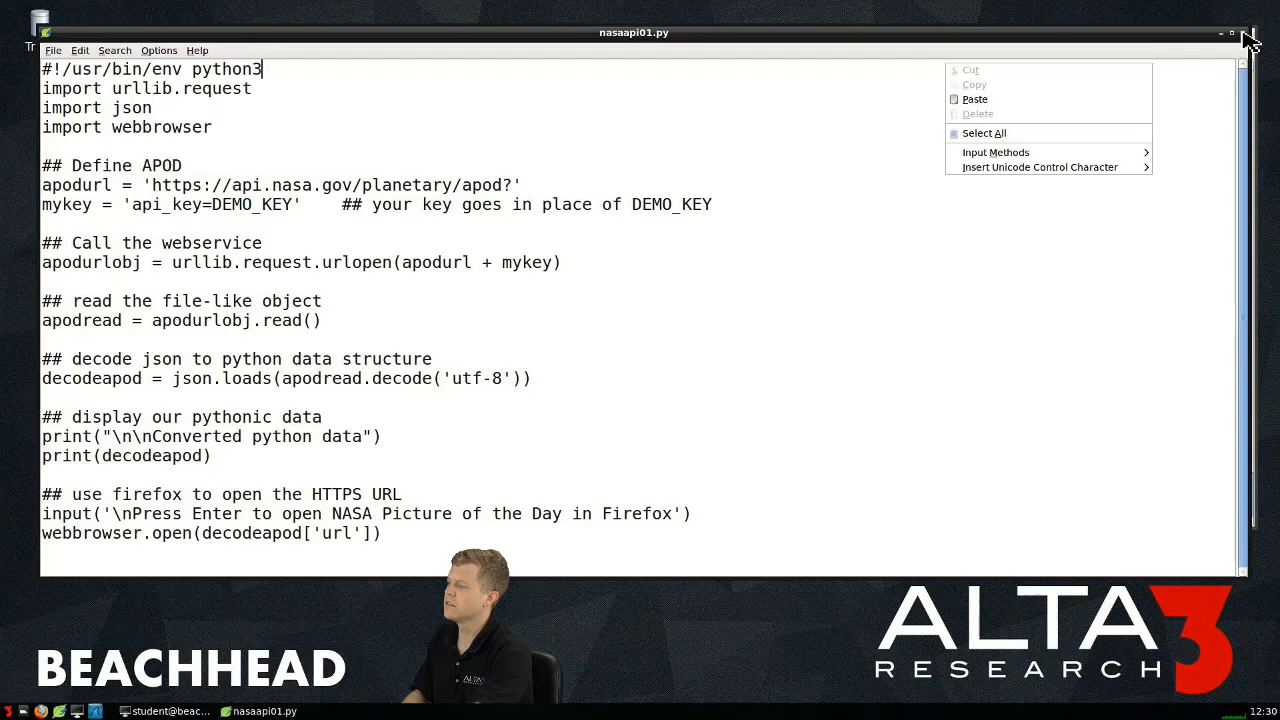 nasaapi01.py
Tr
File Edit Search Options Help
#!/usr/bin/env python3
import urllib.request
import json
import webbrowser
## Define APOD
apodurl = 'https://api.nasa.gov/planetary/apod?'
mykey = 'api_key=DEMO_KEY'    ## your key goes in place of DEMO_KEY
## Call the webservice
apodurlobj = urllib.request.urlopen(apodurl + mykey)
## read the file-like object
apodread = apodurlobj.read()
## decode json to python data structure
decodeapod = json.loads(apodread.decode('utf-8'))
## display our pythonic data
print("\n\nConverted python data")
print(decodeapod)
## use firefox to open the HTTPS URL
input('\nPress Enter to open NASA Picture of the Day in Firefox')
webbrowser.open(decodeapod['url'])
Cut
Copy
Paste
Delete
Select All
Input Methods
Insert Unicode Control Character
ALTA3
RESEARCH
BEACHHEAD
ALTA3
student@beac...
nasaapi01.py
12:30